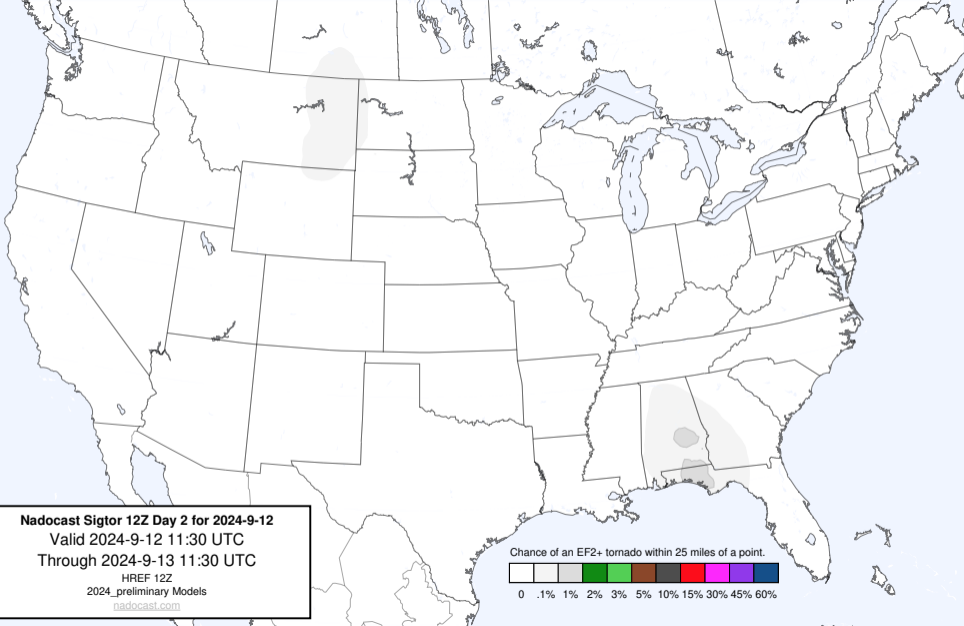 Nadocast Sigtor 12Z Day 2 for 2024-9-12
Valid 2024-9-12 11:30 UTC
Through 2024-9-13 11:30 UTC
HREF 12Z
2024_preliminary Models
nadocast.com
Chance of an EF2+ tornado within 25 miles of a point.
0 .1% 1% 2% 3% 5% 10% 15% 30% 45% 60%